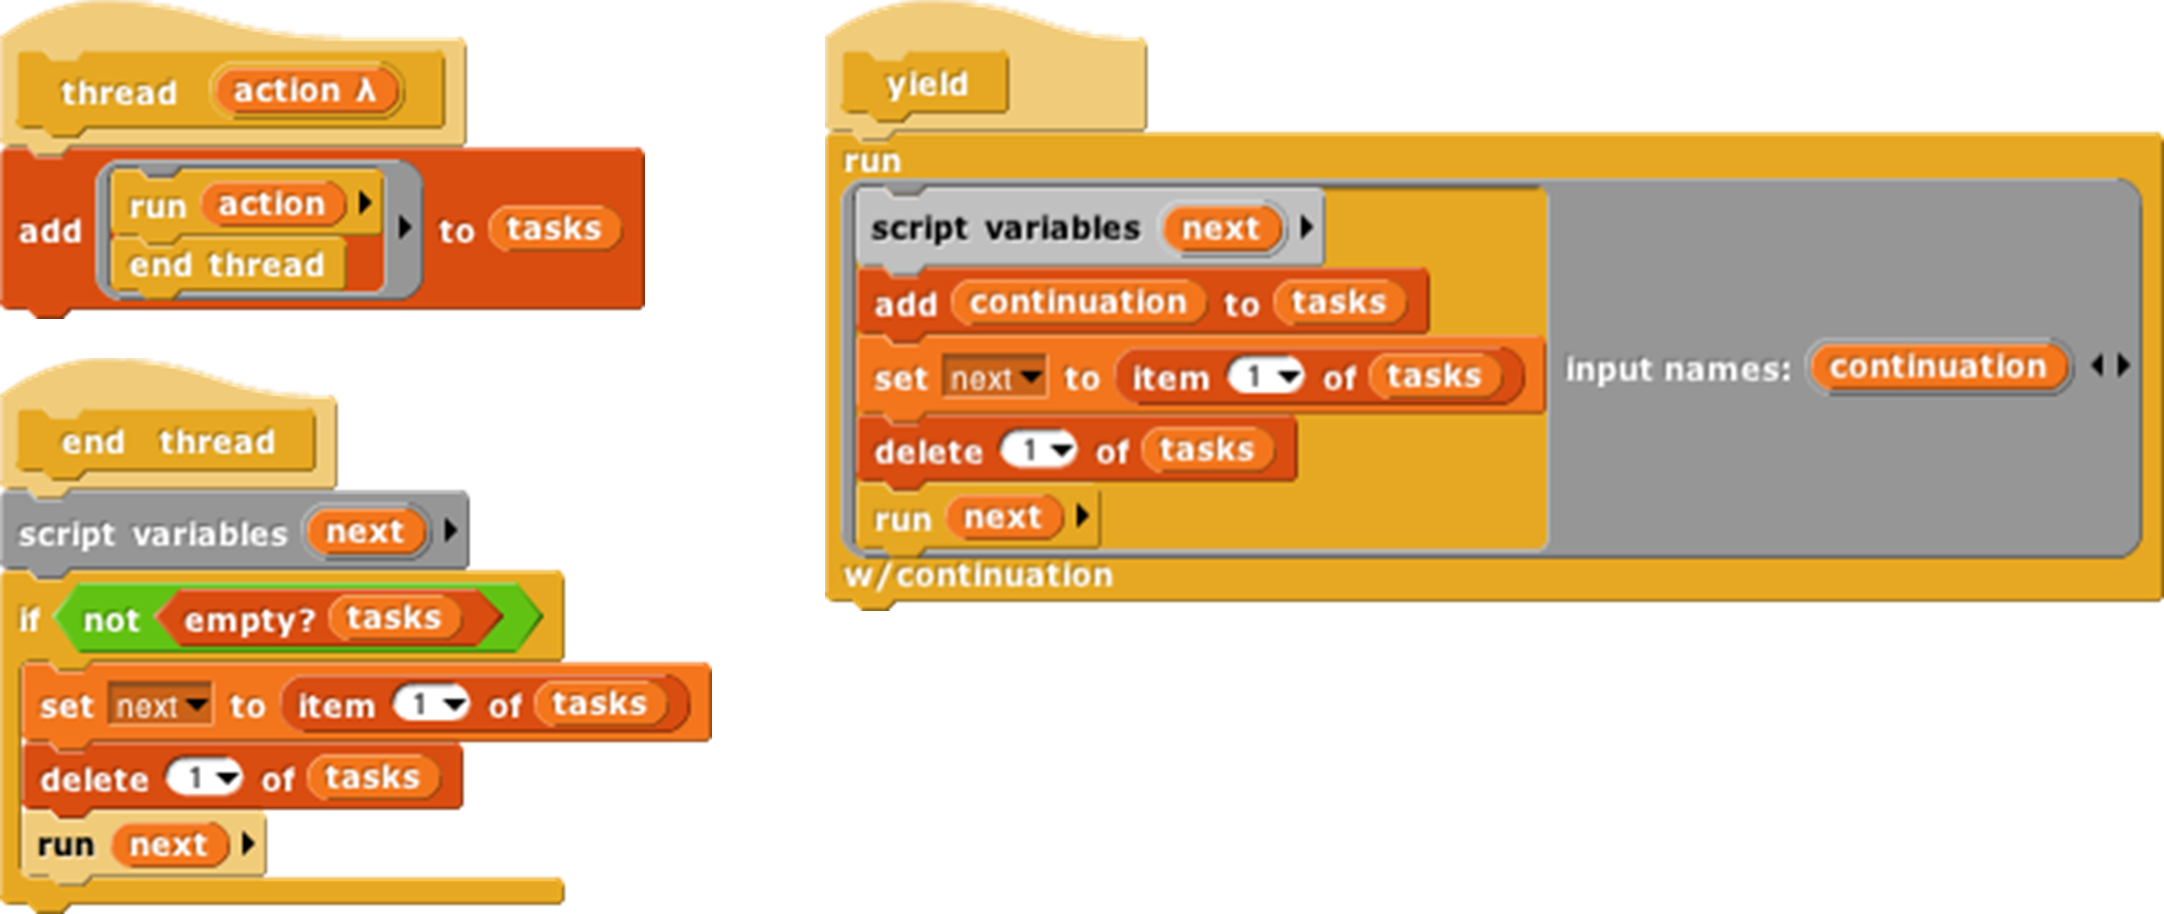 thread action λ
add run action to tasks
end thread
end thread
script variables next
if not empty? tasks
set next to item 1 of tasks
delete 1 of tasks
run next
yield
run
script variables next
add continuation to tasks
set next to item 1 of tasks
delete 1 of tasks
run next
input names: continuation
w/continuation